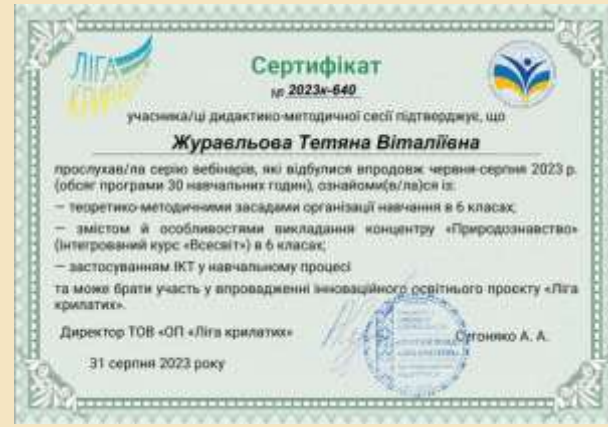 ЛІГА
КРИЛАТИХ
Сертифікат
№ 2023к-640
учасника/ці дидактико-методичної сесії підтверджує, що
Журавльова Тетяна Віталіївна
прослухав/ла серію вебінарів, які відбулися впродовж червня-серпня 2023 р.
(обсяг програми 30 навчальних годин), ознайоми(в/ла)ся із:
— теоретико-методичними засадами організації навчання в 6 класах;
— змістом й особливостями викладання концентру «Природознавство»
(інтегрований курс «Всесвіт») в 6 класах;
— застосуванням ІКТ у навчальному процесі
та може брати участь у впровадженні інноваційного освітнього проєкту «Ліга
крилатих».
Директор ТОВ «ОП «Ліга крилатих»
Сугоняко А. А.
31 серпня 2023 року